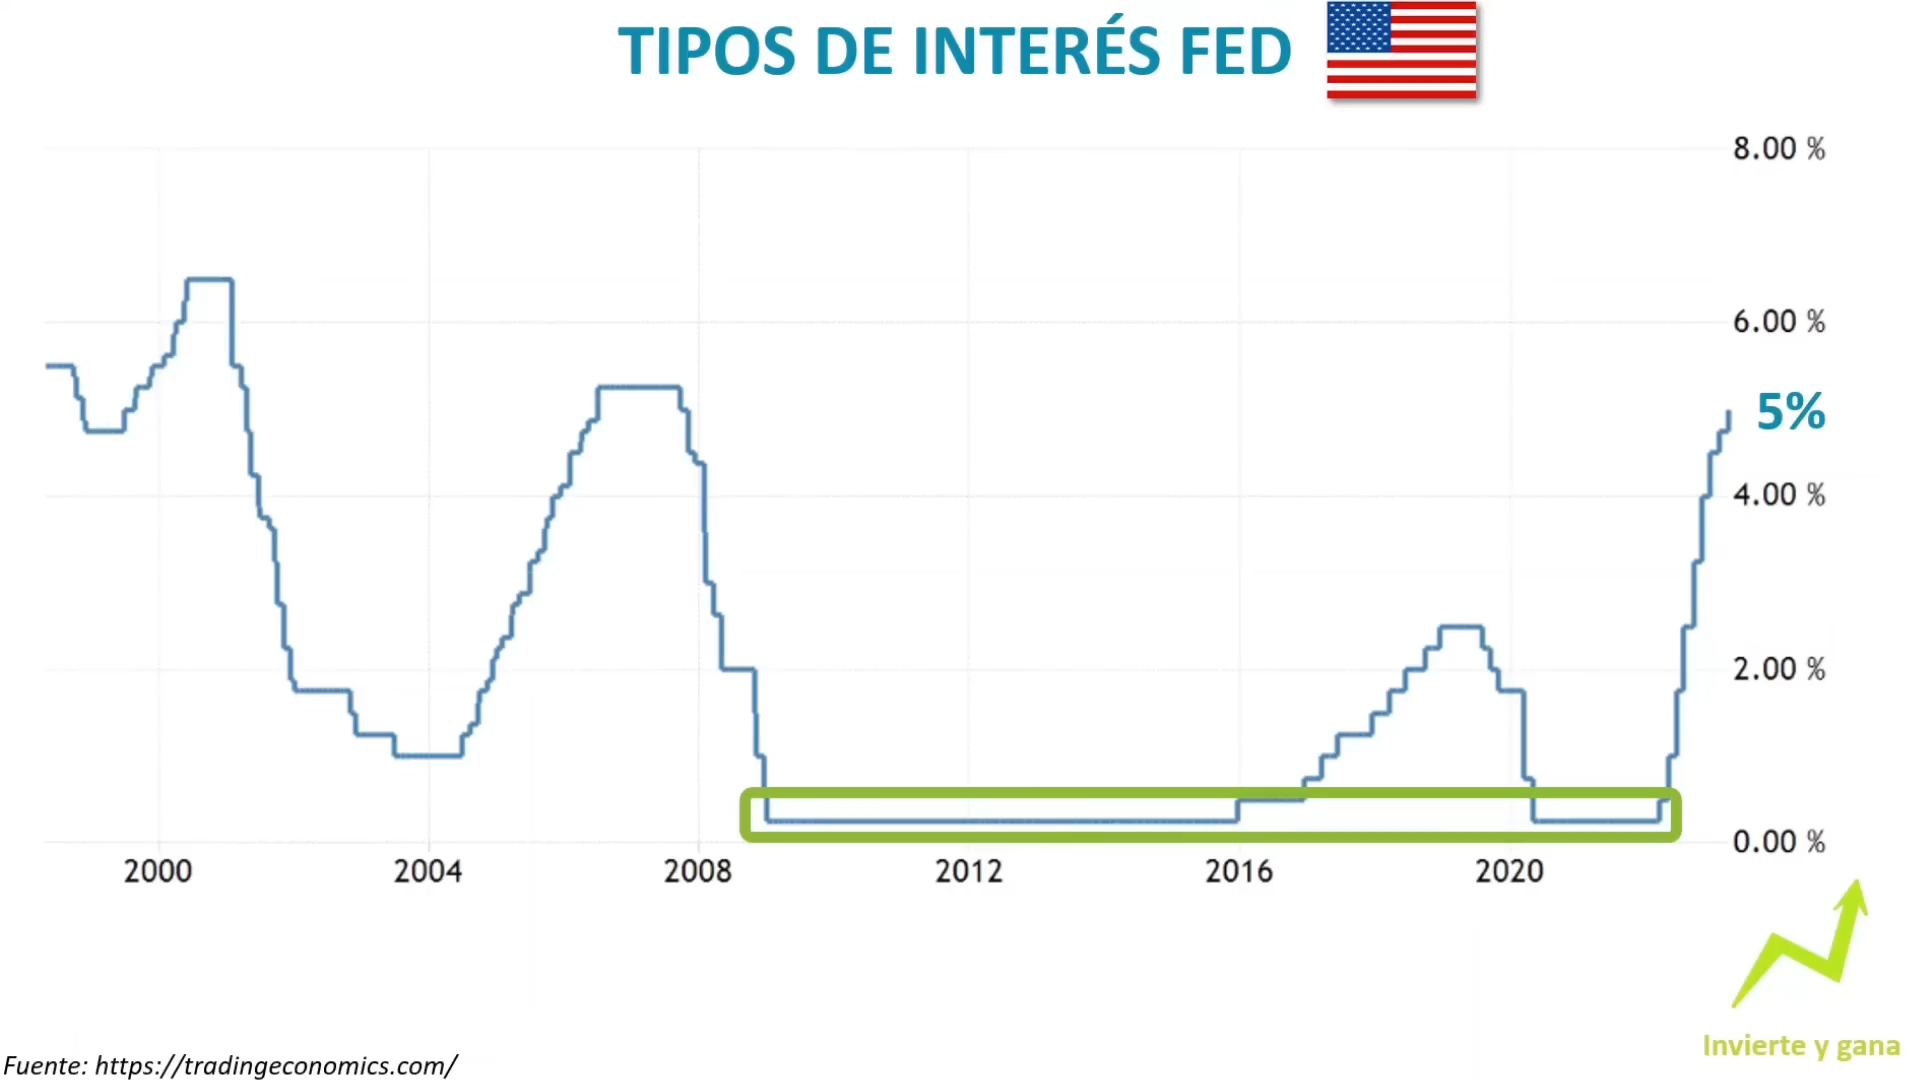 TIPOS DE INTERÉS FED
8.00 %
6.00 %
5%
4.00 %
2.00 %
0.00 %
2000 2004 2008 2012 2016 2020
Invierte y gana
Fuente: https://tradingeconomics.com/